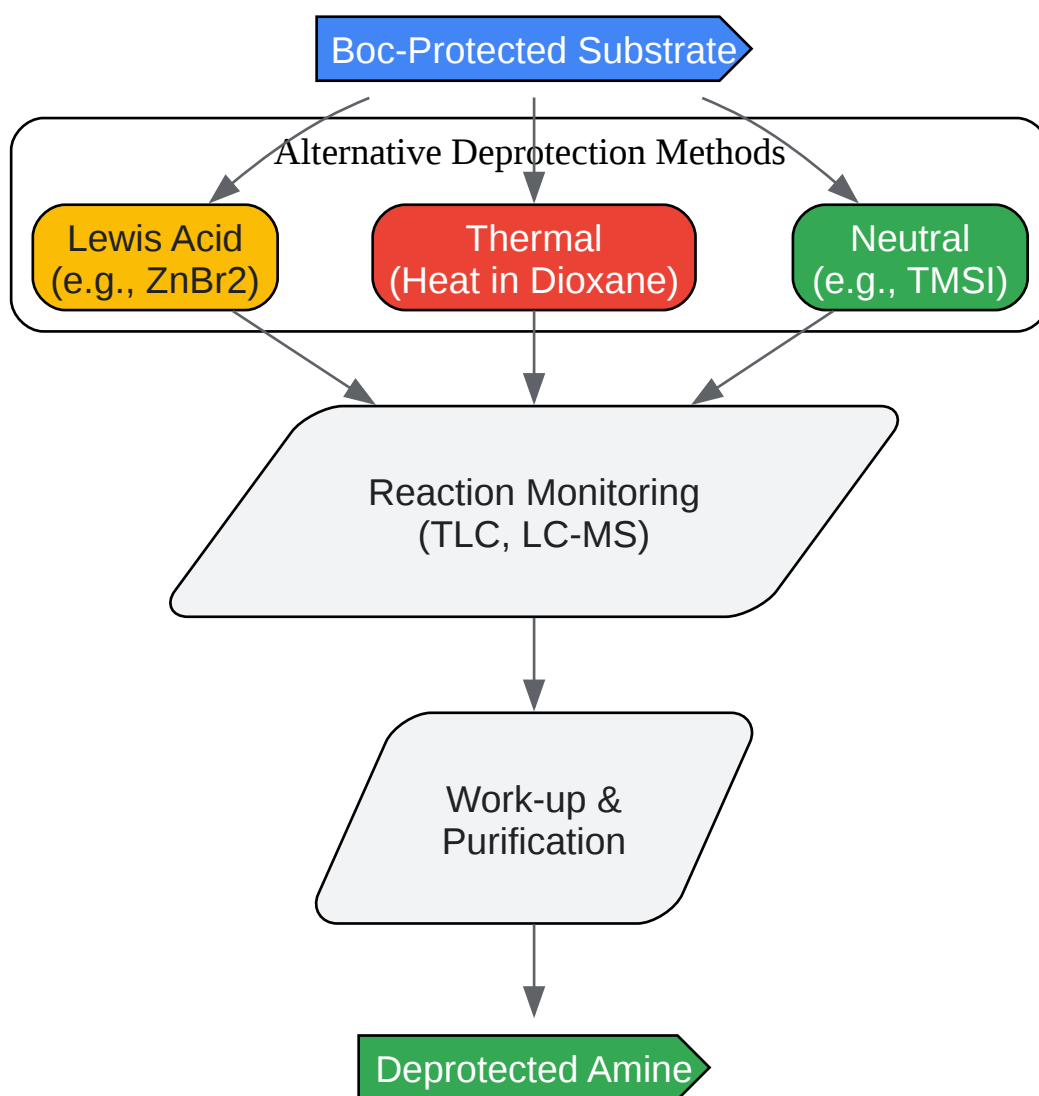 Boc-Protected Substrate
Alternative Deprotection Methods
Lewis Acid
(e.g., ZnBr2)
Thermal
(Heat in Dioxane)
Neutral
(e.g., TMSI)
Reaction Monitoring
(TLC, LC-MS)
Work-up &
Purification
Deprotected Amine